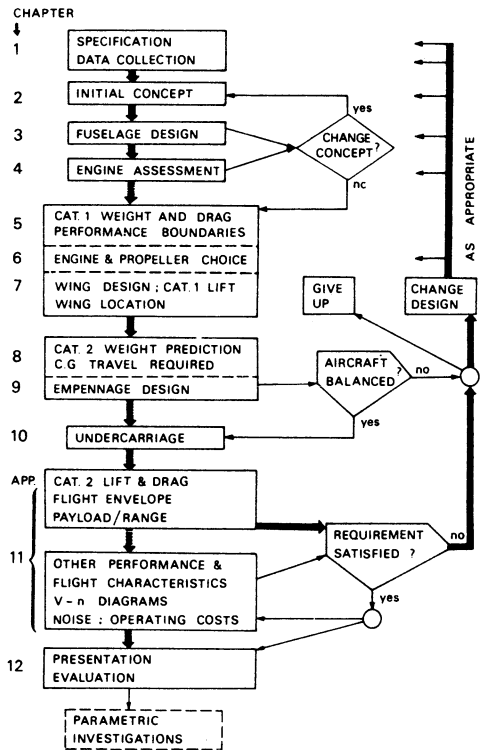 CHAPTER
1
SPECIFICATION
DATA COLLECTION
2
INITIAL CONCEPT
yes
3
FUSELAGE DESIGN
CHANGE
CONCEPT?
4
ENGINE ASSESSMENT
nc
AS APPROPRIATE
5
CAT. 1 WEIGHT AND DRAG
PERFORMANCE BOUNDARIES
6
ENGINE & PROPELLER CHOICE
7
WING DESIGN ; CAT. 1 LIFT
WING LOCATION
GIVE
UP
CHANGE
DESIGN
8
CAT. 2 WEIGHT PREDICTION
C.G TRAVEL REQUIRED
9
EMPENNAGE DESIGN
AIRCRAFT
BALANCED?
no
yes
10
UNDERCARRIAGE
APP.
CAT. 2 LIFT & DRAG
FLIGHT ENVELOPE
PAYLOAD/RANGE
REQUIREMENT
SATISFIED ?
no
11
OTHER PERFORMANCE &
FLIGHT CHARACTERISTICS
V-n DIAGRAMS
NOISE ; OPERATING COSTS
yes
12
PRESENTATION
EVALUATION
PARAMETRIC
INVESTIGATIONS